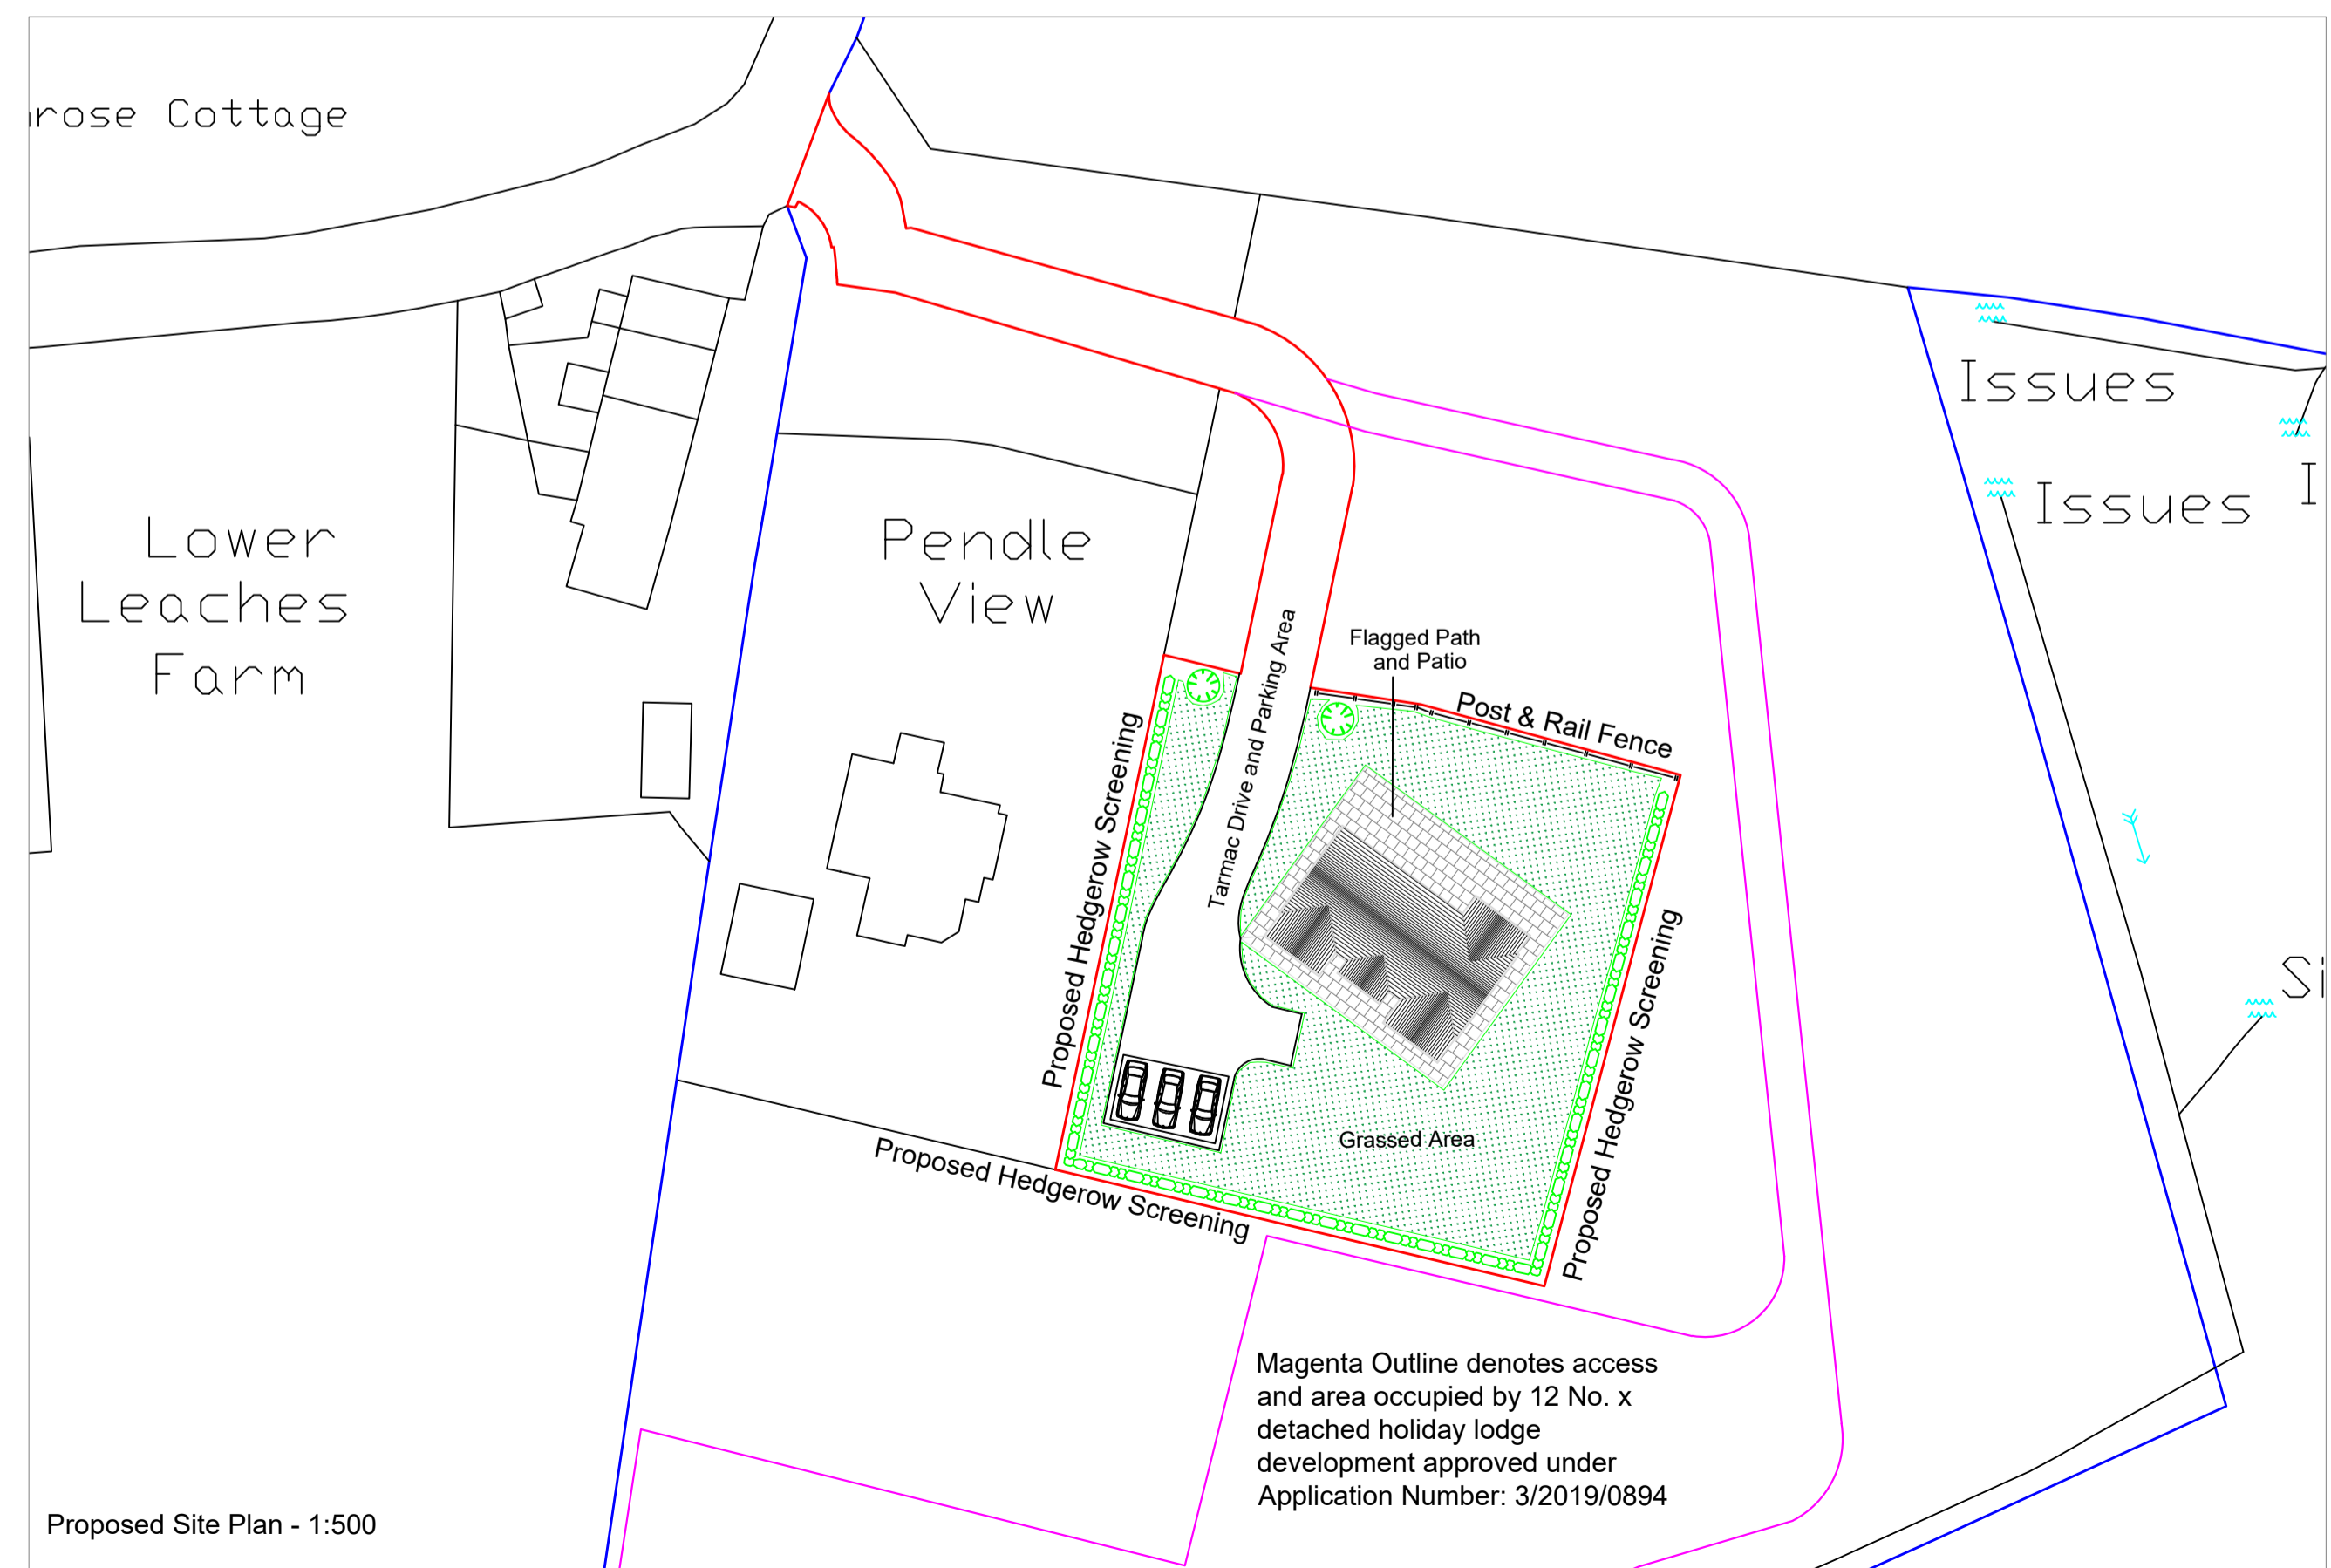 Cottage
Issues
Issues
Lower
Leaches
Farm
Pendle
View
Flagged Path
and Patio
Post & Rail Fence
Tarmac Drive and Parking Area
Proposed Hedgerow Screening
Proposed Hedgerow Screening
Grassed Area
Proposed Hedgerow Screening
Magenta Outline denotes access
and area occupied by 12 No. x
detached holiday lodge
development approved under
Application Number: 3/2019/0894
Proposed Site Plan - 1:500